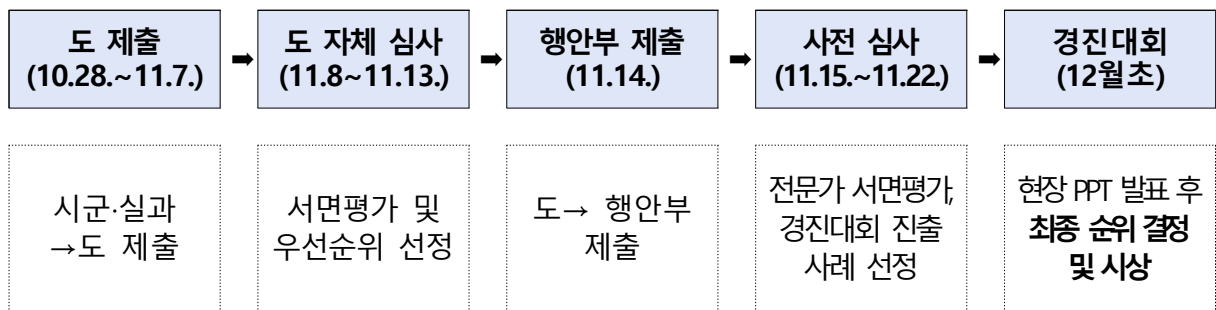 도 제출
(10.28.~11.7.)
➡
도 자체 심사
(11.8~11.13.)
➡
행안부 제출
(11.14.)
➡
사전 심사
(11.15.~11.22.)
➡
경진대회
(12월초)
시군·실과
→도 제출
서면평가 및
우선순위 선정
도→ 행안부
제출
전문가 서면평가,
경진대회 진출
사례 선정
현장 PPT 발표 후
최종 순위 결정
및 시상